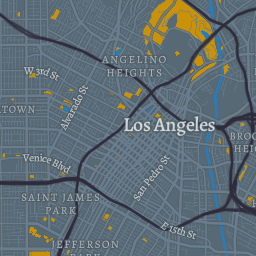 ANGELINO
HEIGHTS
W 3rd St
Alvarado St
TOWN
Los Angeles
BRO
HEI
Venice Blvd
San Pedro St
SAINT JAMES
PARK
E 15th St
JEFFERSON
PARK